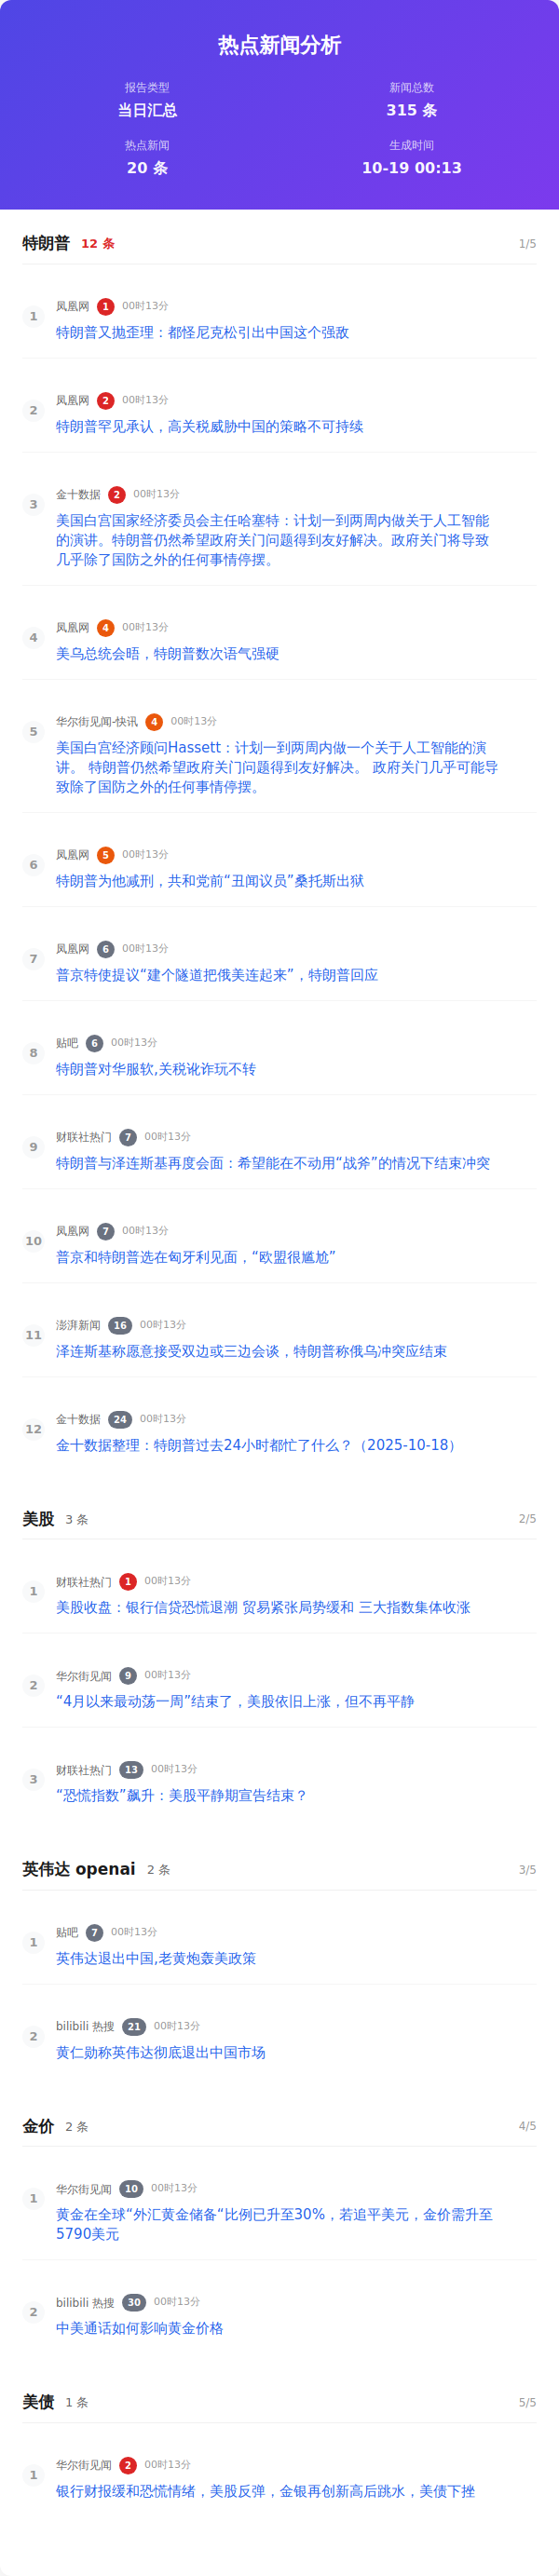 热点新闻分析
报告类型
新闻总数
当日汇总
315 条
热点新闻
生成时间
20 条
10-19 00:13
特朗普 12 条 1/5
凤凰网 1 00时13分
1
特朗普又抛歪理：都怪尼克松引出中国这个强敌
凤凰网 2 00时13分
2
特朗普罕见承认，高关税威胁中国的策略不可持续
金十数据 2 00时13分
3
美国白宫国家经济委员会主任哈塞特：计划一到两周内做关于人工智能
的演讲。特朗普仍然希望政府关门问题得到友好解决。政府关门将导致
几乎除了国防之外的任何事情停摆。
凤凰网 4 00时13分
4
美乌总统会晤，特朗普数次语气强硬
华尔街见闻-快讯 4 00时13分
5
美国白宫经济顾问Hassett：计划一到两周内做一个关于人工智能的演
讲。 特朗普仍然希望政府关门问题得到友好解决。 政府关门几乎可能导
致除了国防之外的任何事情停摆。
凤凰网 5 00时13分
6
特朗普为他减刑，共和党前“丑闻议员”桑托斯出狱
凤凰网 6 00时13分
7
普京特使提议“建个隧道把俄美连起来”，特朗普回应
贴吧 6 00时13分
8
特朗普对华服软,关税讹诈玩不转
财联社热门 7 00时13分
9
特朗普与泽连斯基再度会面：希望能在不动用“战斧”的情况下结束冲突
凤凰网 7 00时13分
10
普京和特朗普选在匈牙利见面，“欧盟很尴尬”
澎湃新闻 16 00时13分
11
泽连斯基称愿意接受双边或三边会谈，特朗普称俄乌冲突应结束
金十数据 24 00时13分
12
金十数据整理：特朗普过去24小时都忙了什么？（2025-10-18）
美股 3 条 2/5
财联社热门 1 00时13分
1
美股收盘：银行信贷恐慌退潮 贸易紧张局势缓和 三大指数集体收涨
华尔街见闻 9 00时13分
2
“4月以来最动荡一周”结束了，美股依旧上涨，但不再平静
财联社热门 13 00时13分
3
“恐慌指数”飙升：美股平静期宣告结束？
英伟达 openai 2 条 3/5
贴吧 7 00时13分
1
英伟达退出中国,老黄炮轰美政策
bilibili 热搜 21 00时13分
2
黄仁勋称英伟达彻底退出中国市场
金价 2 条 4/5
华尔街见闻 10 00时13分
1
黄金在全球“外汇黄金储备“比例已升至30%，若追平美元，金价需升至
5790美元
bilibili 热搜 30 00时13分
2
中美通话如何影响黄金价格
美债 1 条 5/5
华尔街见闻 2 00时13分
1
银行财报缓和恐慌情绪，美股反弹，金银再创新高后跳水，美债下挫